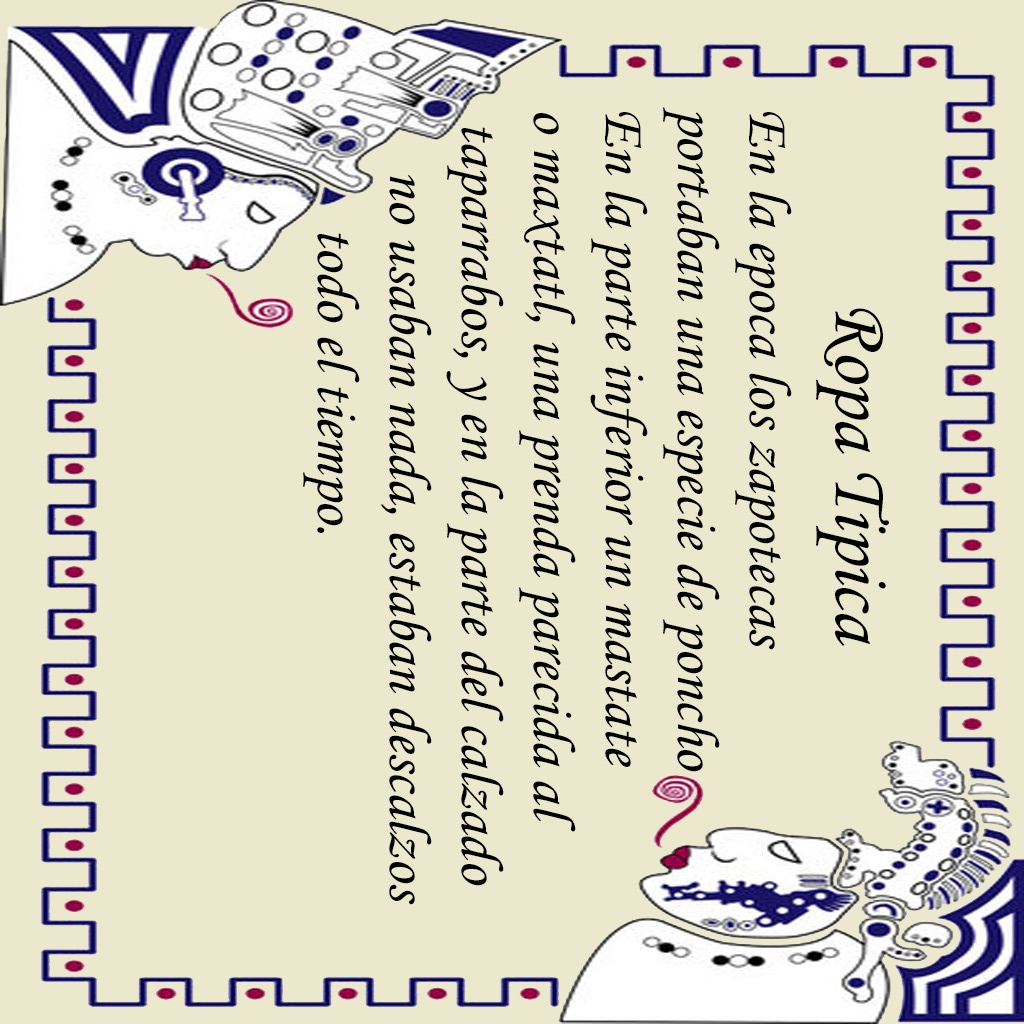 Ropa Tipica
En la epoca los zapotecas
portaban una especie de poncho
En la parte inferior un mastate
o maxtatl, una prenda parecida al
taparrabos, y en la parte del calzado
no usaban nada, estaban descalzos
todo el tiempo.